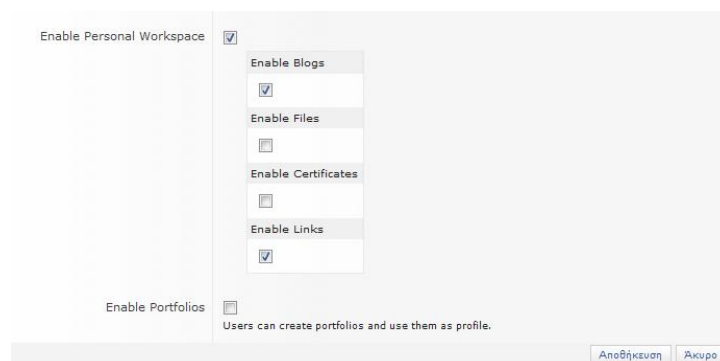 Enable Personal Workspace
Enable Blogs
Enable Files
Enable Certificates
Enable Links
Enable Portfolios
Users can create portfolios and use them as profile.
Αποθήκευση Άκυρο